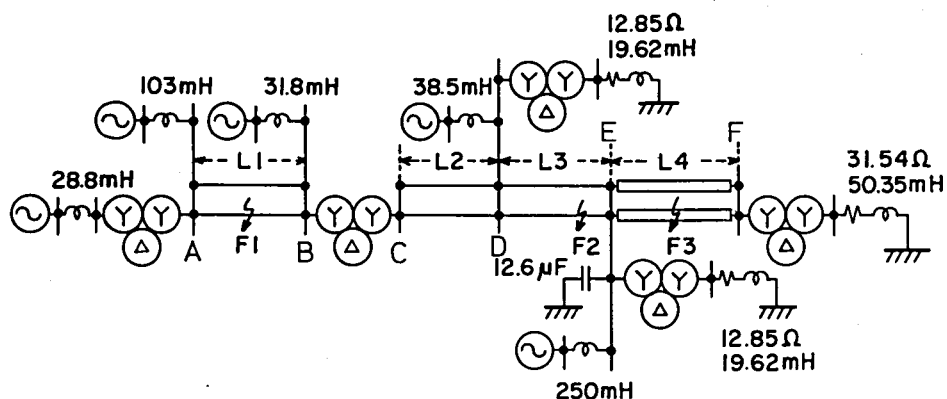 12.85Ω
19.62mH
103mH
31.8mH
38.5mH
Y Y
Δ
E
F
L1
L2
L3
L4
31.54Ω
50.35mH
28.8mH
Y Y
Δ
Y Y
Δ
Y Y
Δ
A
F1
B
C
D
F2
F3
12.6μF
Y Y
Δ
12.85Ω
19.62mH
250mH